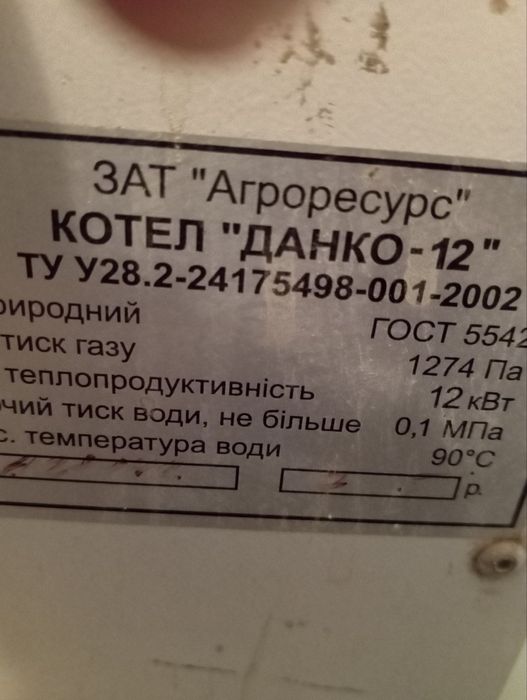 ЗАТ "Агроресурс"
КОТЕЛ "ДАНКО-12"
ТУ У28.2-24175498-001-2002
риродний ГОСТ 5542
тиск газу 1274 Па
теплопродуктивність 12 кВт
чий тиск води, не більше 0,1 МПа
с. температура води 90°С
р.